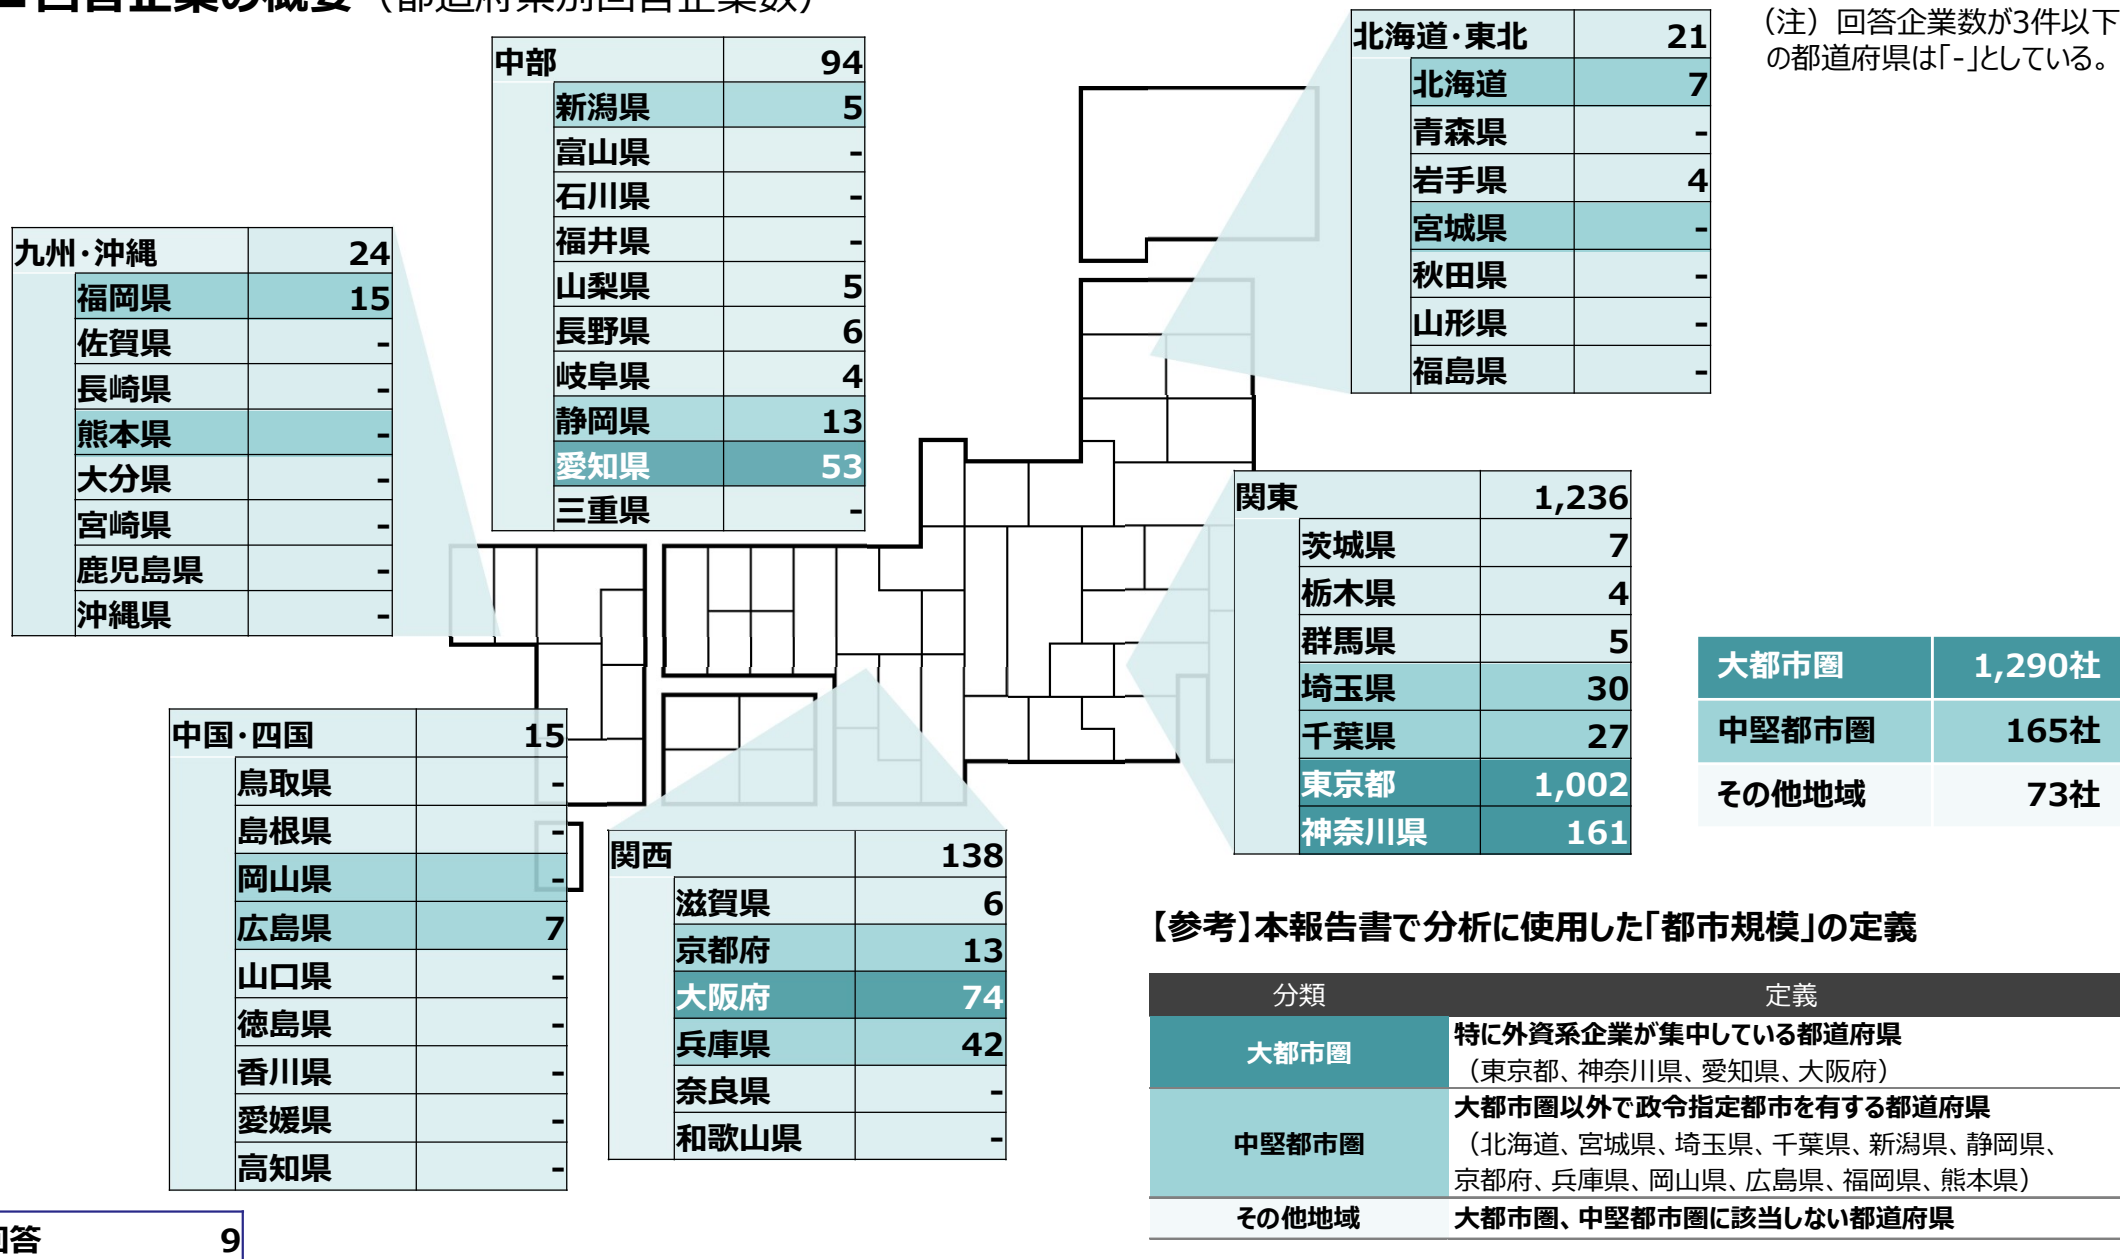 ■回答企業の概要（都道府県別回答企業数）
（注）回答企業数が3件以下
の都道府県は「-」としている。
北海道・東北 21
北海道 7
青森県 -
岩手県 4
宮城県 -
秋田県 -
山形県 -
福島県 -
中部 94
新潟県 5
富山県 -
石川県 -
福井県 -
山梨県 5
長野県 6
岐阜県 4
静岡県 13
愛知県 53
三重県 -
九州・沖縄 24
福岡県 15
佐賀県 -
長崎県 -
熊本県 -
大分県 -
宮崎県 -
鹿児島県 -
沖縄県 -
関東 1,236
茨城県 7
栃木県 4
群馬県 5
埼玉県 30
千葉県 27
東京都 1,002
神奈川県 161
大都市圏 1,290社
中堅都市圏 165社
その他地域 73社
中国・四国 15
鳥取県 -
島根県 -
岡山県 -
広島県 7
山口県 -
徳島県 -
香川県 -
愛媛県 -
高知県 -
関西 138
滋賀県 6
京都府 13
大阪府 74
兵庫県 42
奈良県 -
和歌山県 -
【参考】本報告書で分析に使用した「都市規模」の定義
分類 定義
大都市圏 特に外資系企業が集中している都道府県
（東京都、神奈川県、愛知県、大阪府）
中堅都市圏 大都市圏以外で政令指定都市を有する都道府県
（北海道、宮城県、埼玉県、千葉県、新潟県、静岡県、
京都府、兵庫県、岡山県、広島県、福岡県、熊本県）
その他地域 大都市圏、中堅都市圏に該当しない都道府県
回答 9